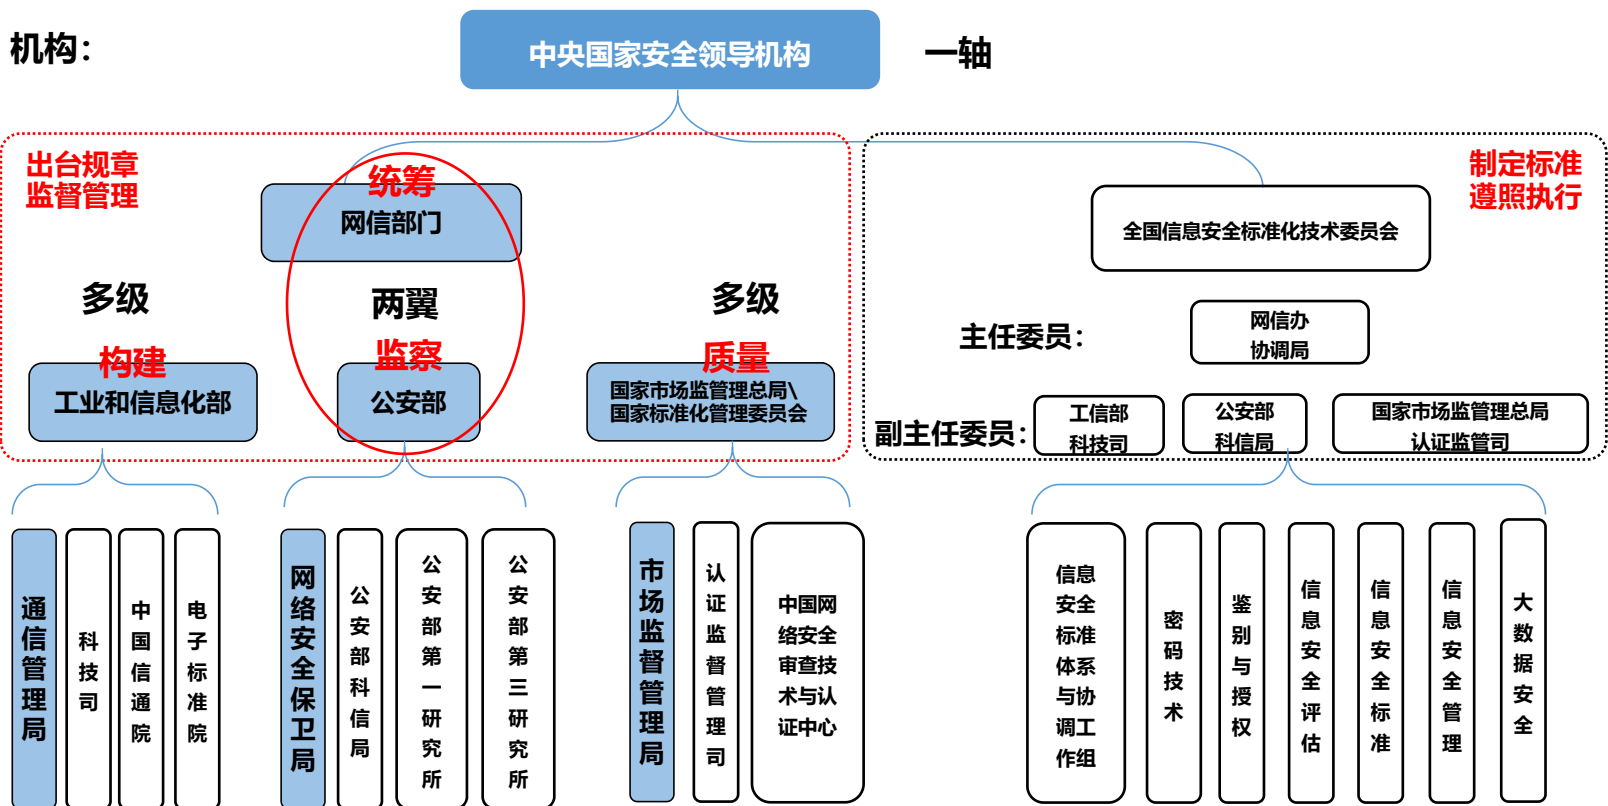 机构：
中央国家安全领导机构
一轴
出台规章
监督管理
统筹
网信部门
多级
两翼
多级
构建
工业和信息化部
监察
公安部
质量
国家市场监管理总局\
国家标准化管理委员会
制定标准
遵照执行
全国信息安全标准化技术委员会
主任委员：
网信办
协调局
副主任委员：
工信部
科技司
公安部
科信局
国家市场监管理总局
认证监管司
通信管理局
科技司
中国信通院
电子标准院
网络安全保卫局
公安部科信局
公安部第一研究所
公安部第三研究所
市场监督管理局
认证监督管理司
中国网
络安全
审查技
术与认
证中心
信息
安全
标准
体系
与协
调工
作组
密码技术
鉴别与授权
信息安全评估
信息安全标准
信息安全管理
大数据安全